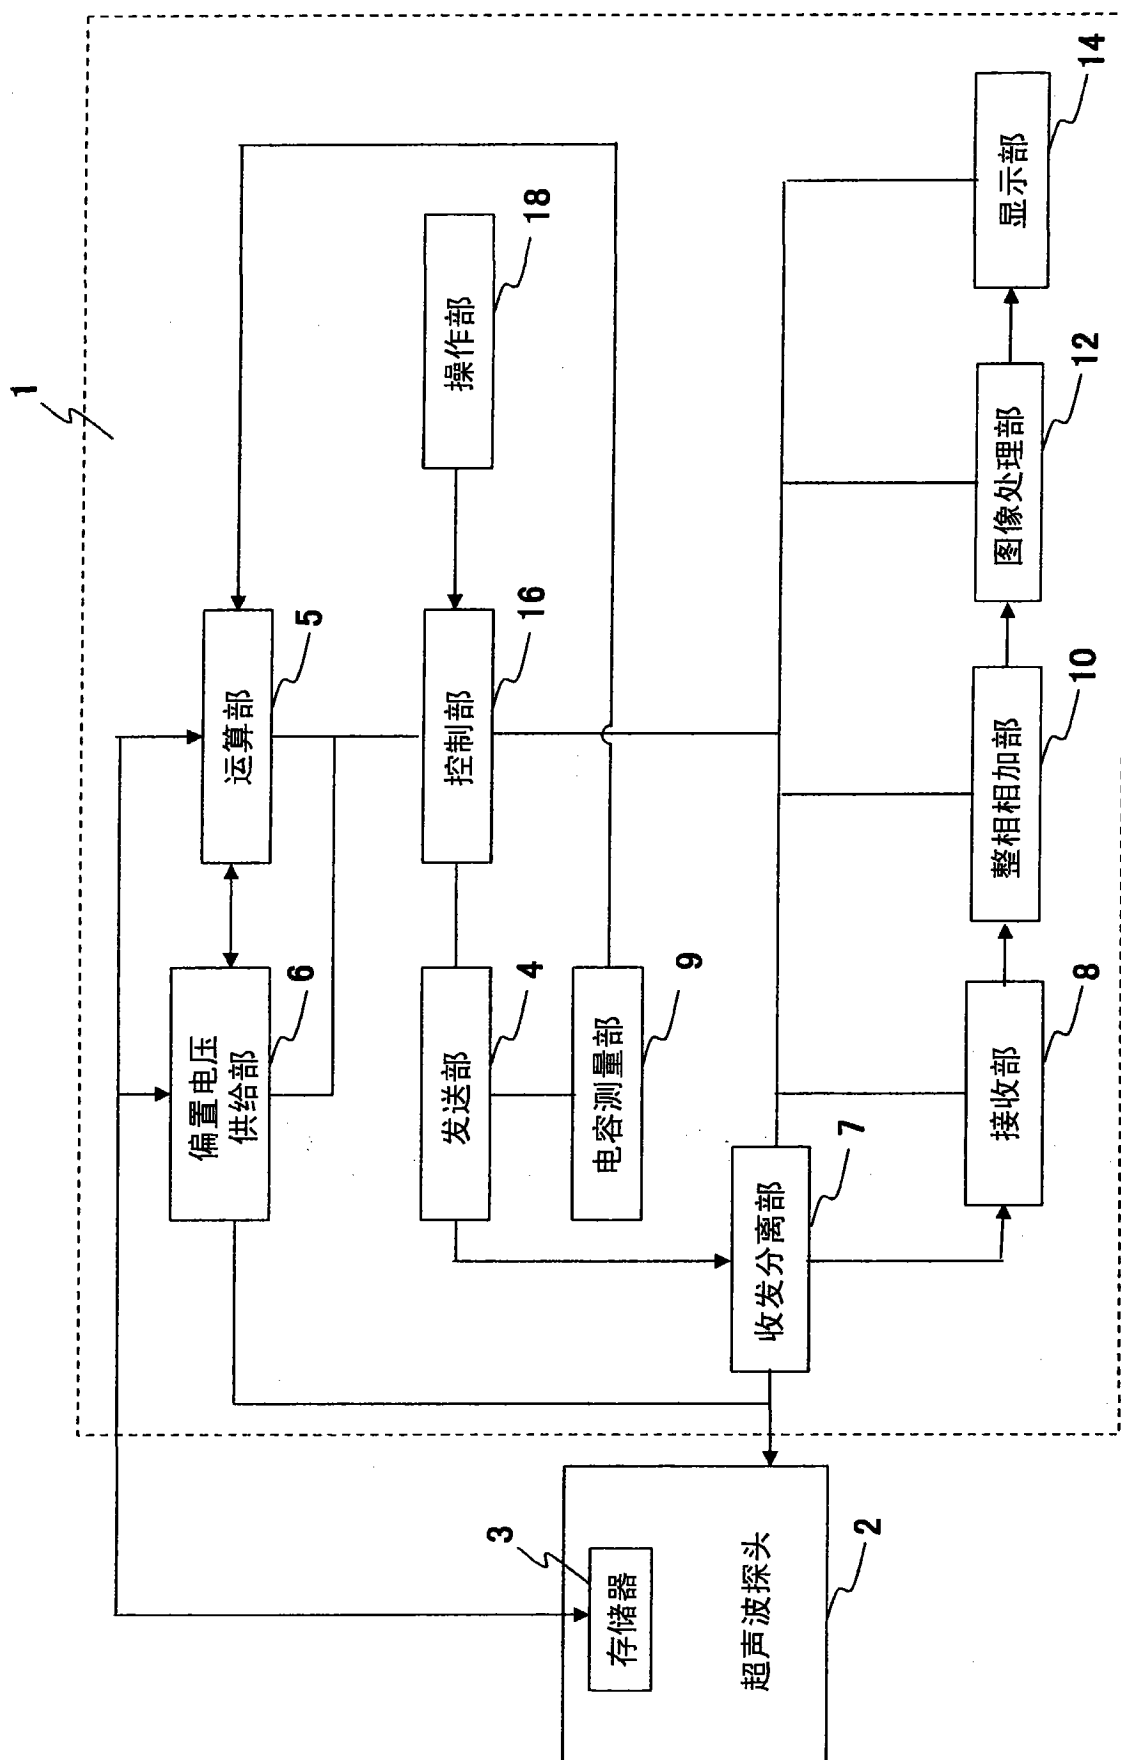 1
存储器
3
超声波探头
2
偏置电压
供给部
6
运算部
5
发送部
4
控制部
16
操作部
18
电容测量部
9
收发分离部
7
接收部
8
整相相加部
10
图像处理部
12
显示部
14